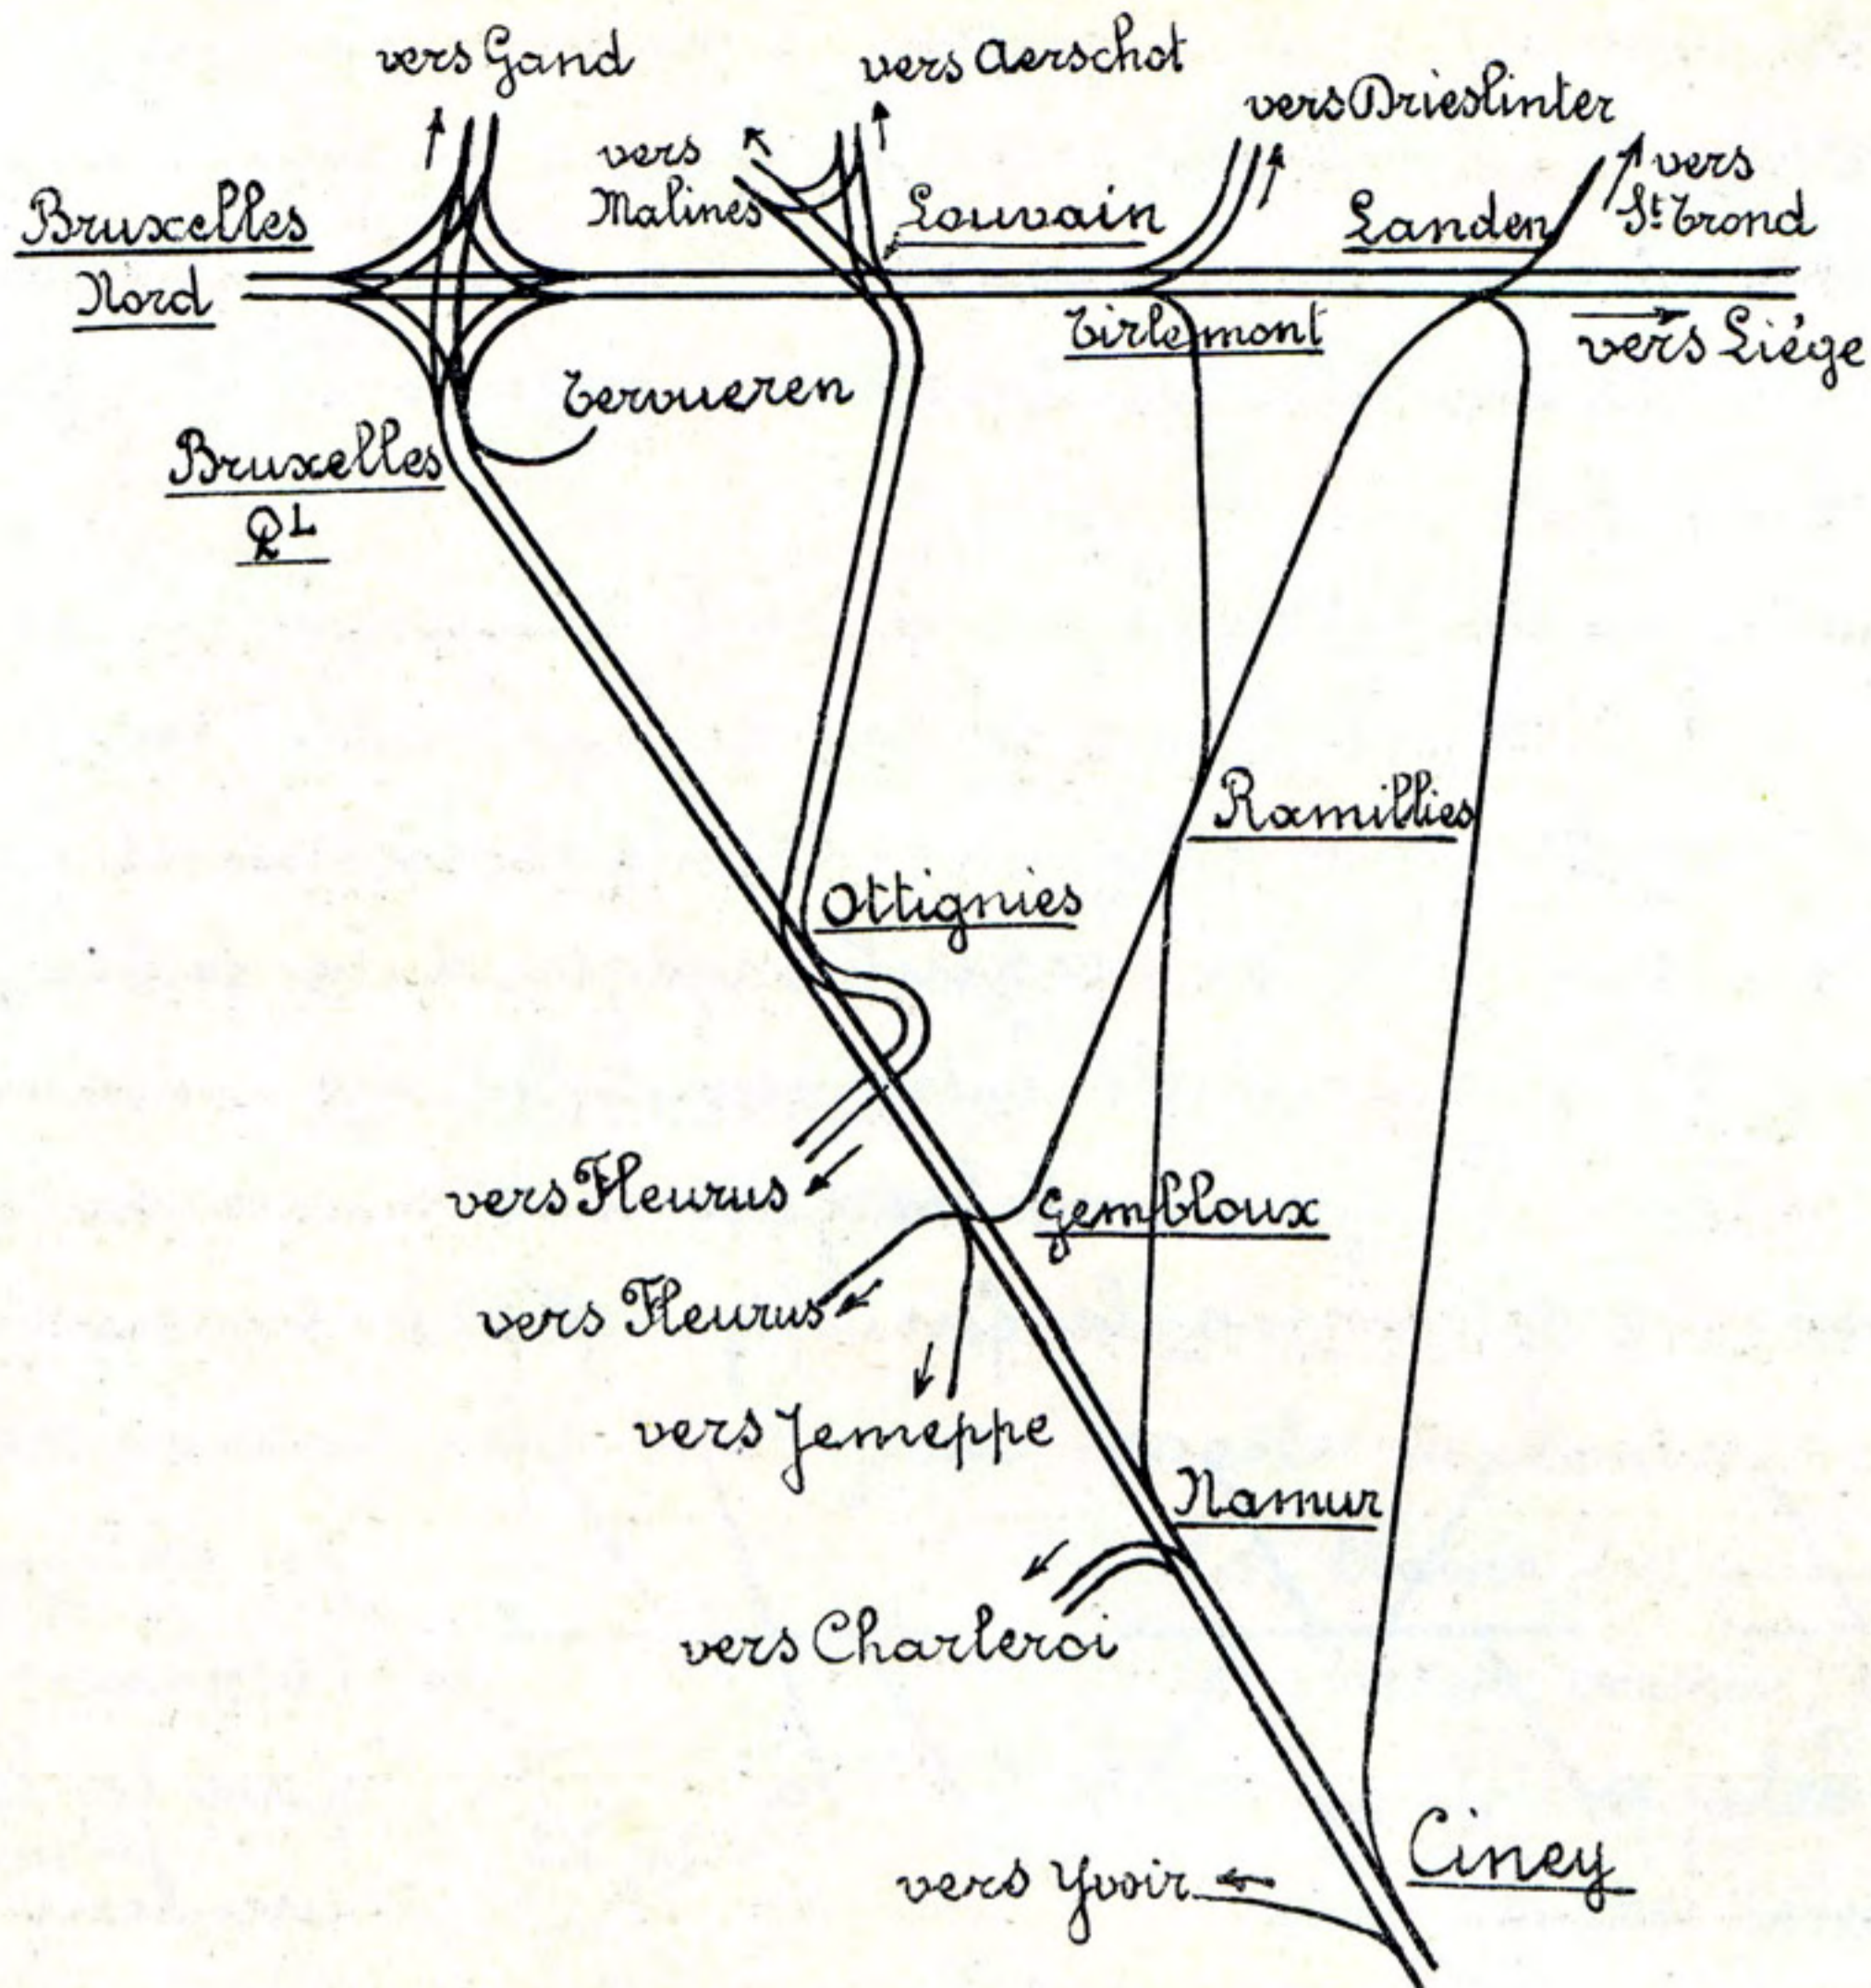 vers Gand
vers Aerschot
vers Drieslinter
vers
Malines
vers
St Trond
Bruxelles
Nord
Louvain
Landen
Tirlemont
vers Liége
Tervueren
Bruxelles
QL
Ramillies
Ottignies
vers Fleurus
Gembloux
vers Fleurus
vers Jemeppe
Namur
vers Charleroi
Ciney
vers Yvoir